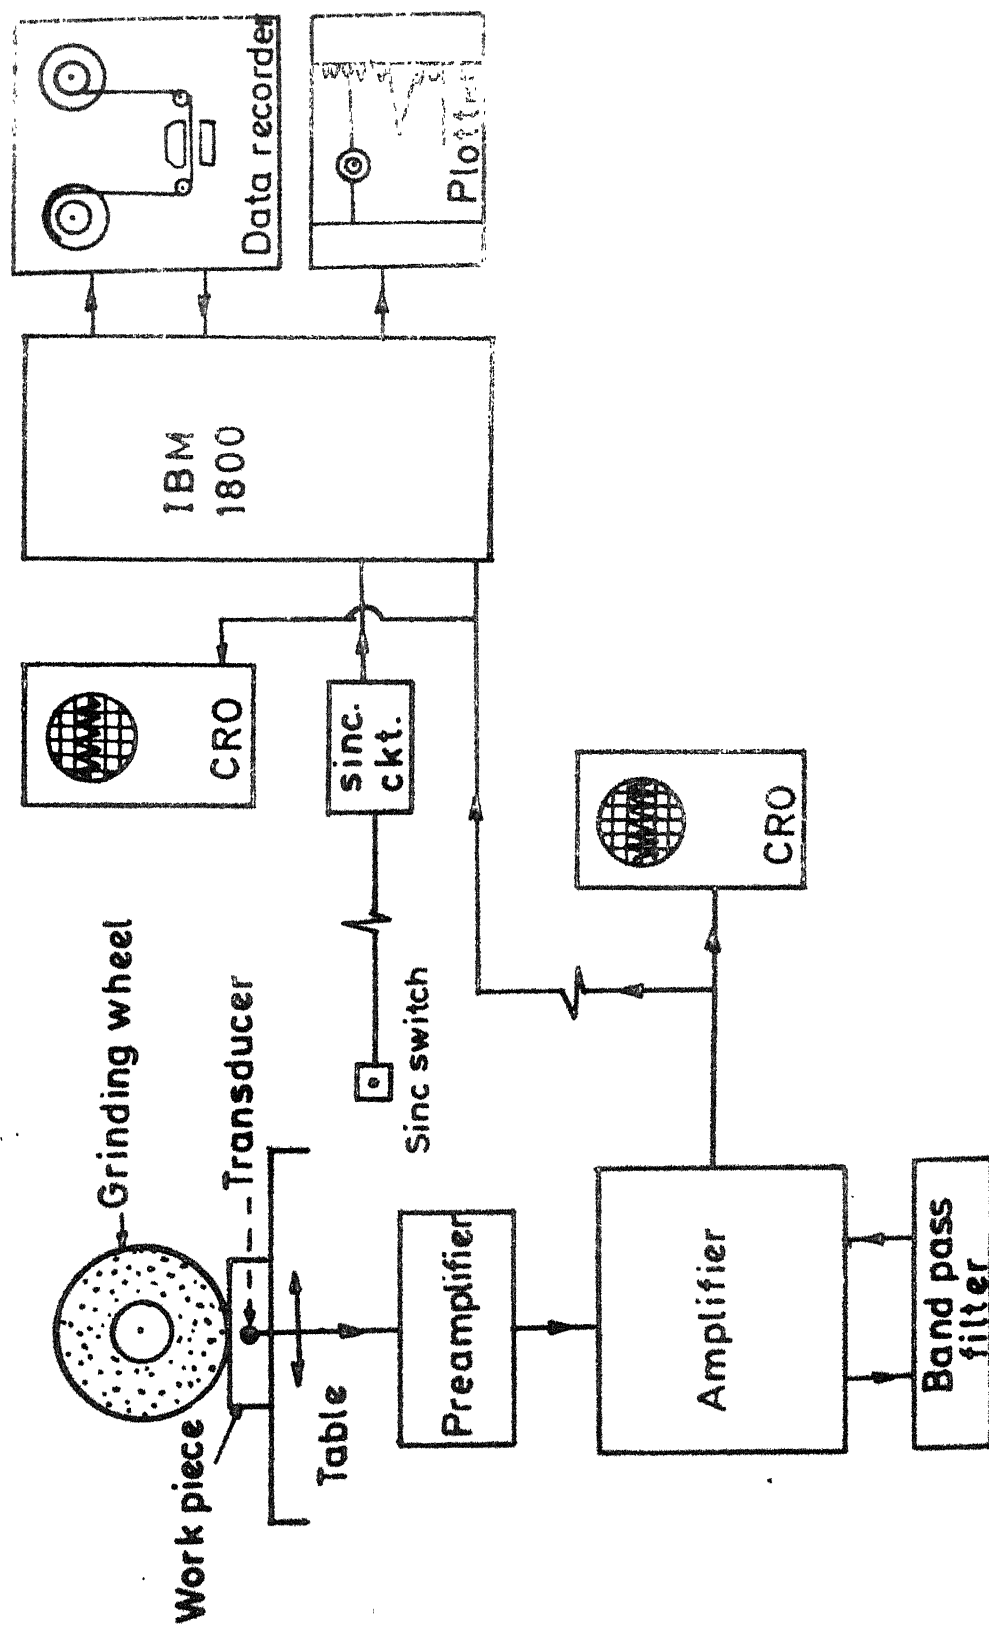 Grinding wheel
Transducer
Work piece
Table
Preamplifier
Amplifier
Band pass
filter
Sinc switch
sinc.
ckt.
CRO
CRO
IBM
1800
Data recorder